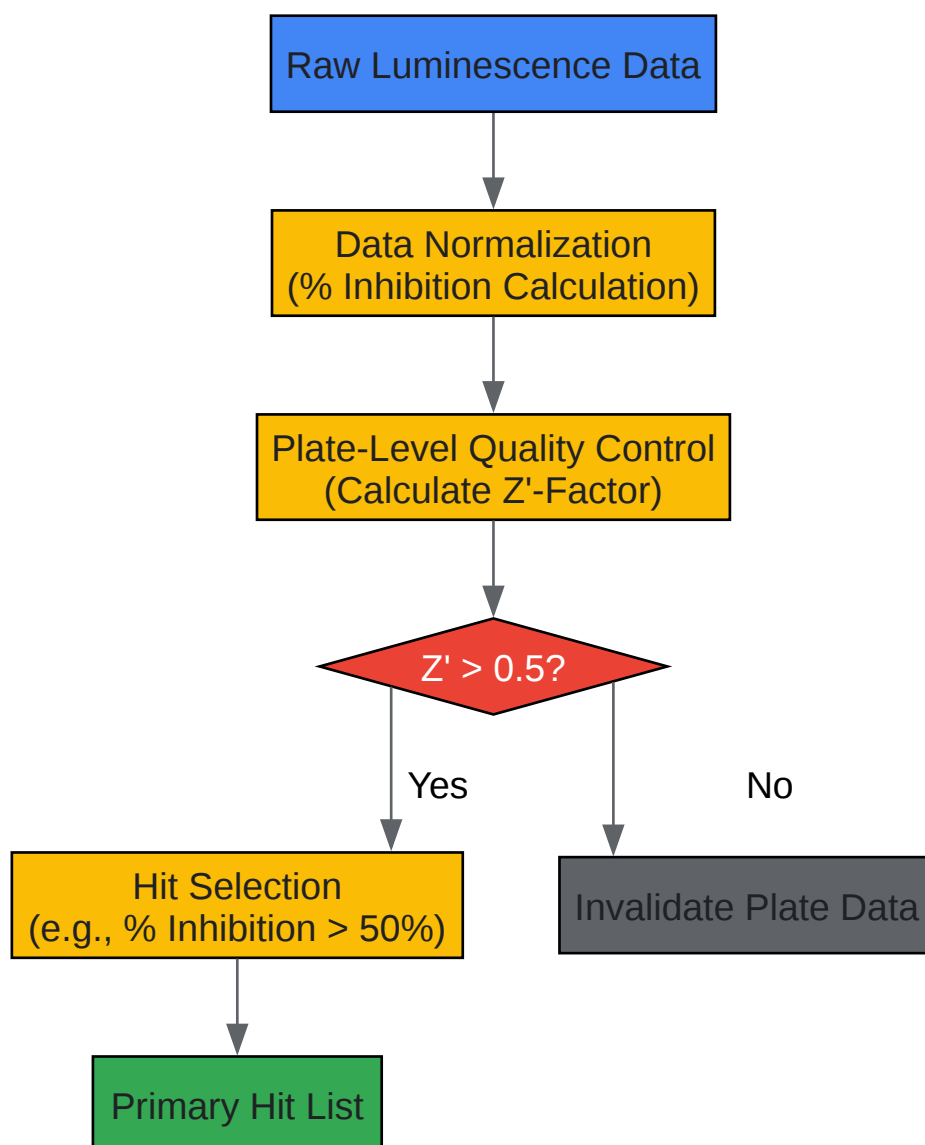 Raw Luminescence Data
Data Normalization
(% Inhibition Calculation)
Plate-Level Quality Control
(Calculate Z'-Factor)
Z' > 0.5?
Yes
No
Hit Selection
(e.g., % Inhibition > 50%)
Invalidate Plate Data
Primary Hit List